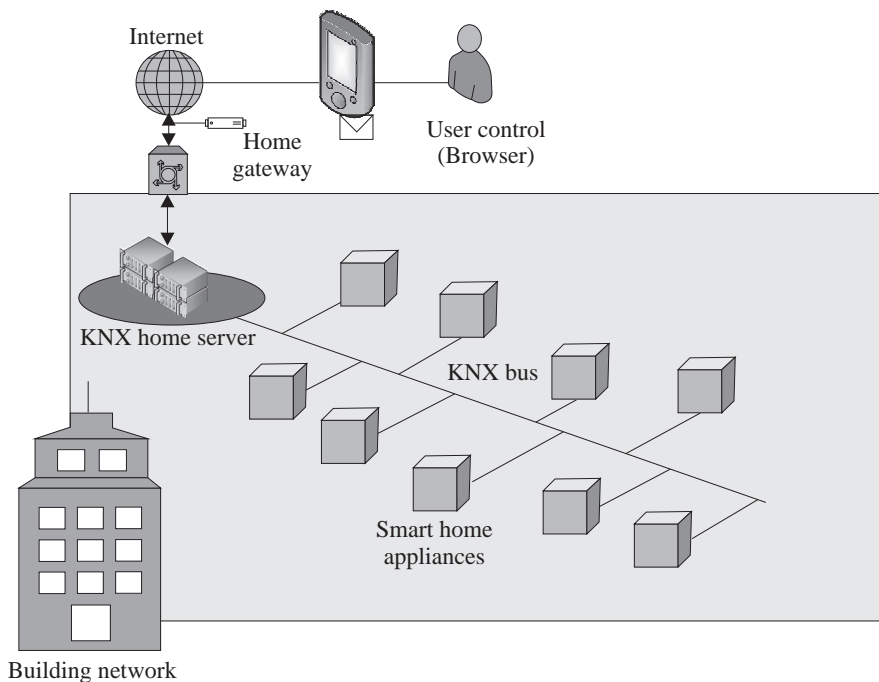 Internet
Home
gateway
User control
(Browser)
KNX home server
KNX bus
Smart home
appliances
Building network